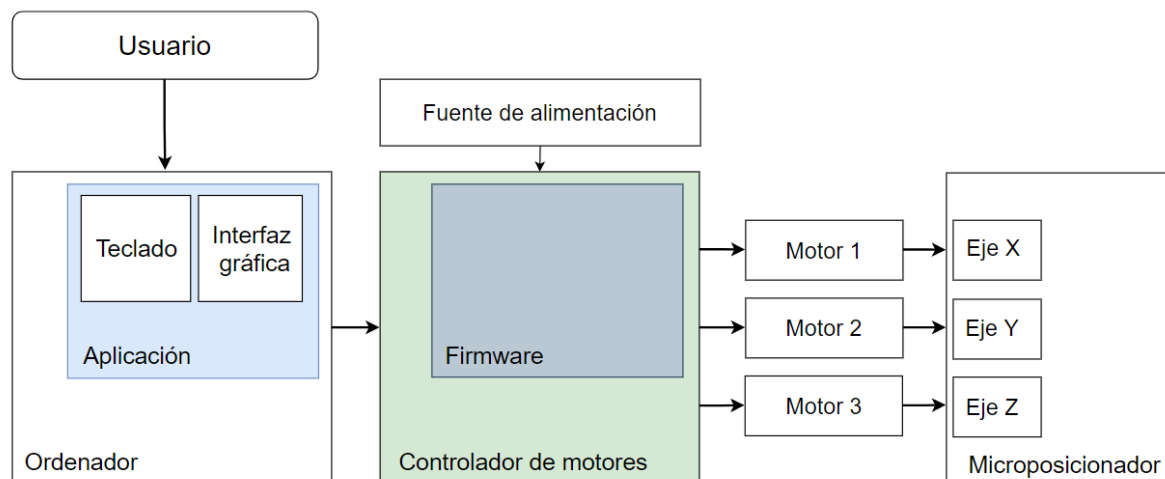 Usuario
Fuente de alimentación
Teclado
Interfaz
gráfica
Aplicación
Ordenador
Firmware
Controlador de motores
Motor 1
Motor 2
Motor 3
Eje X
Eje Y
Eje Z
Microposicionador